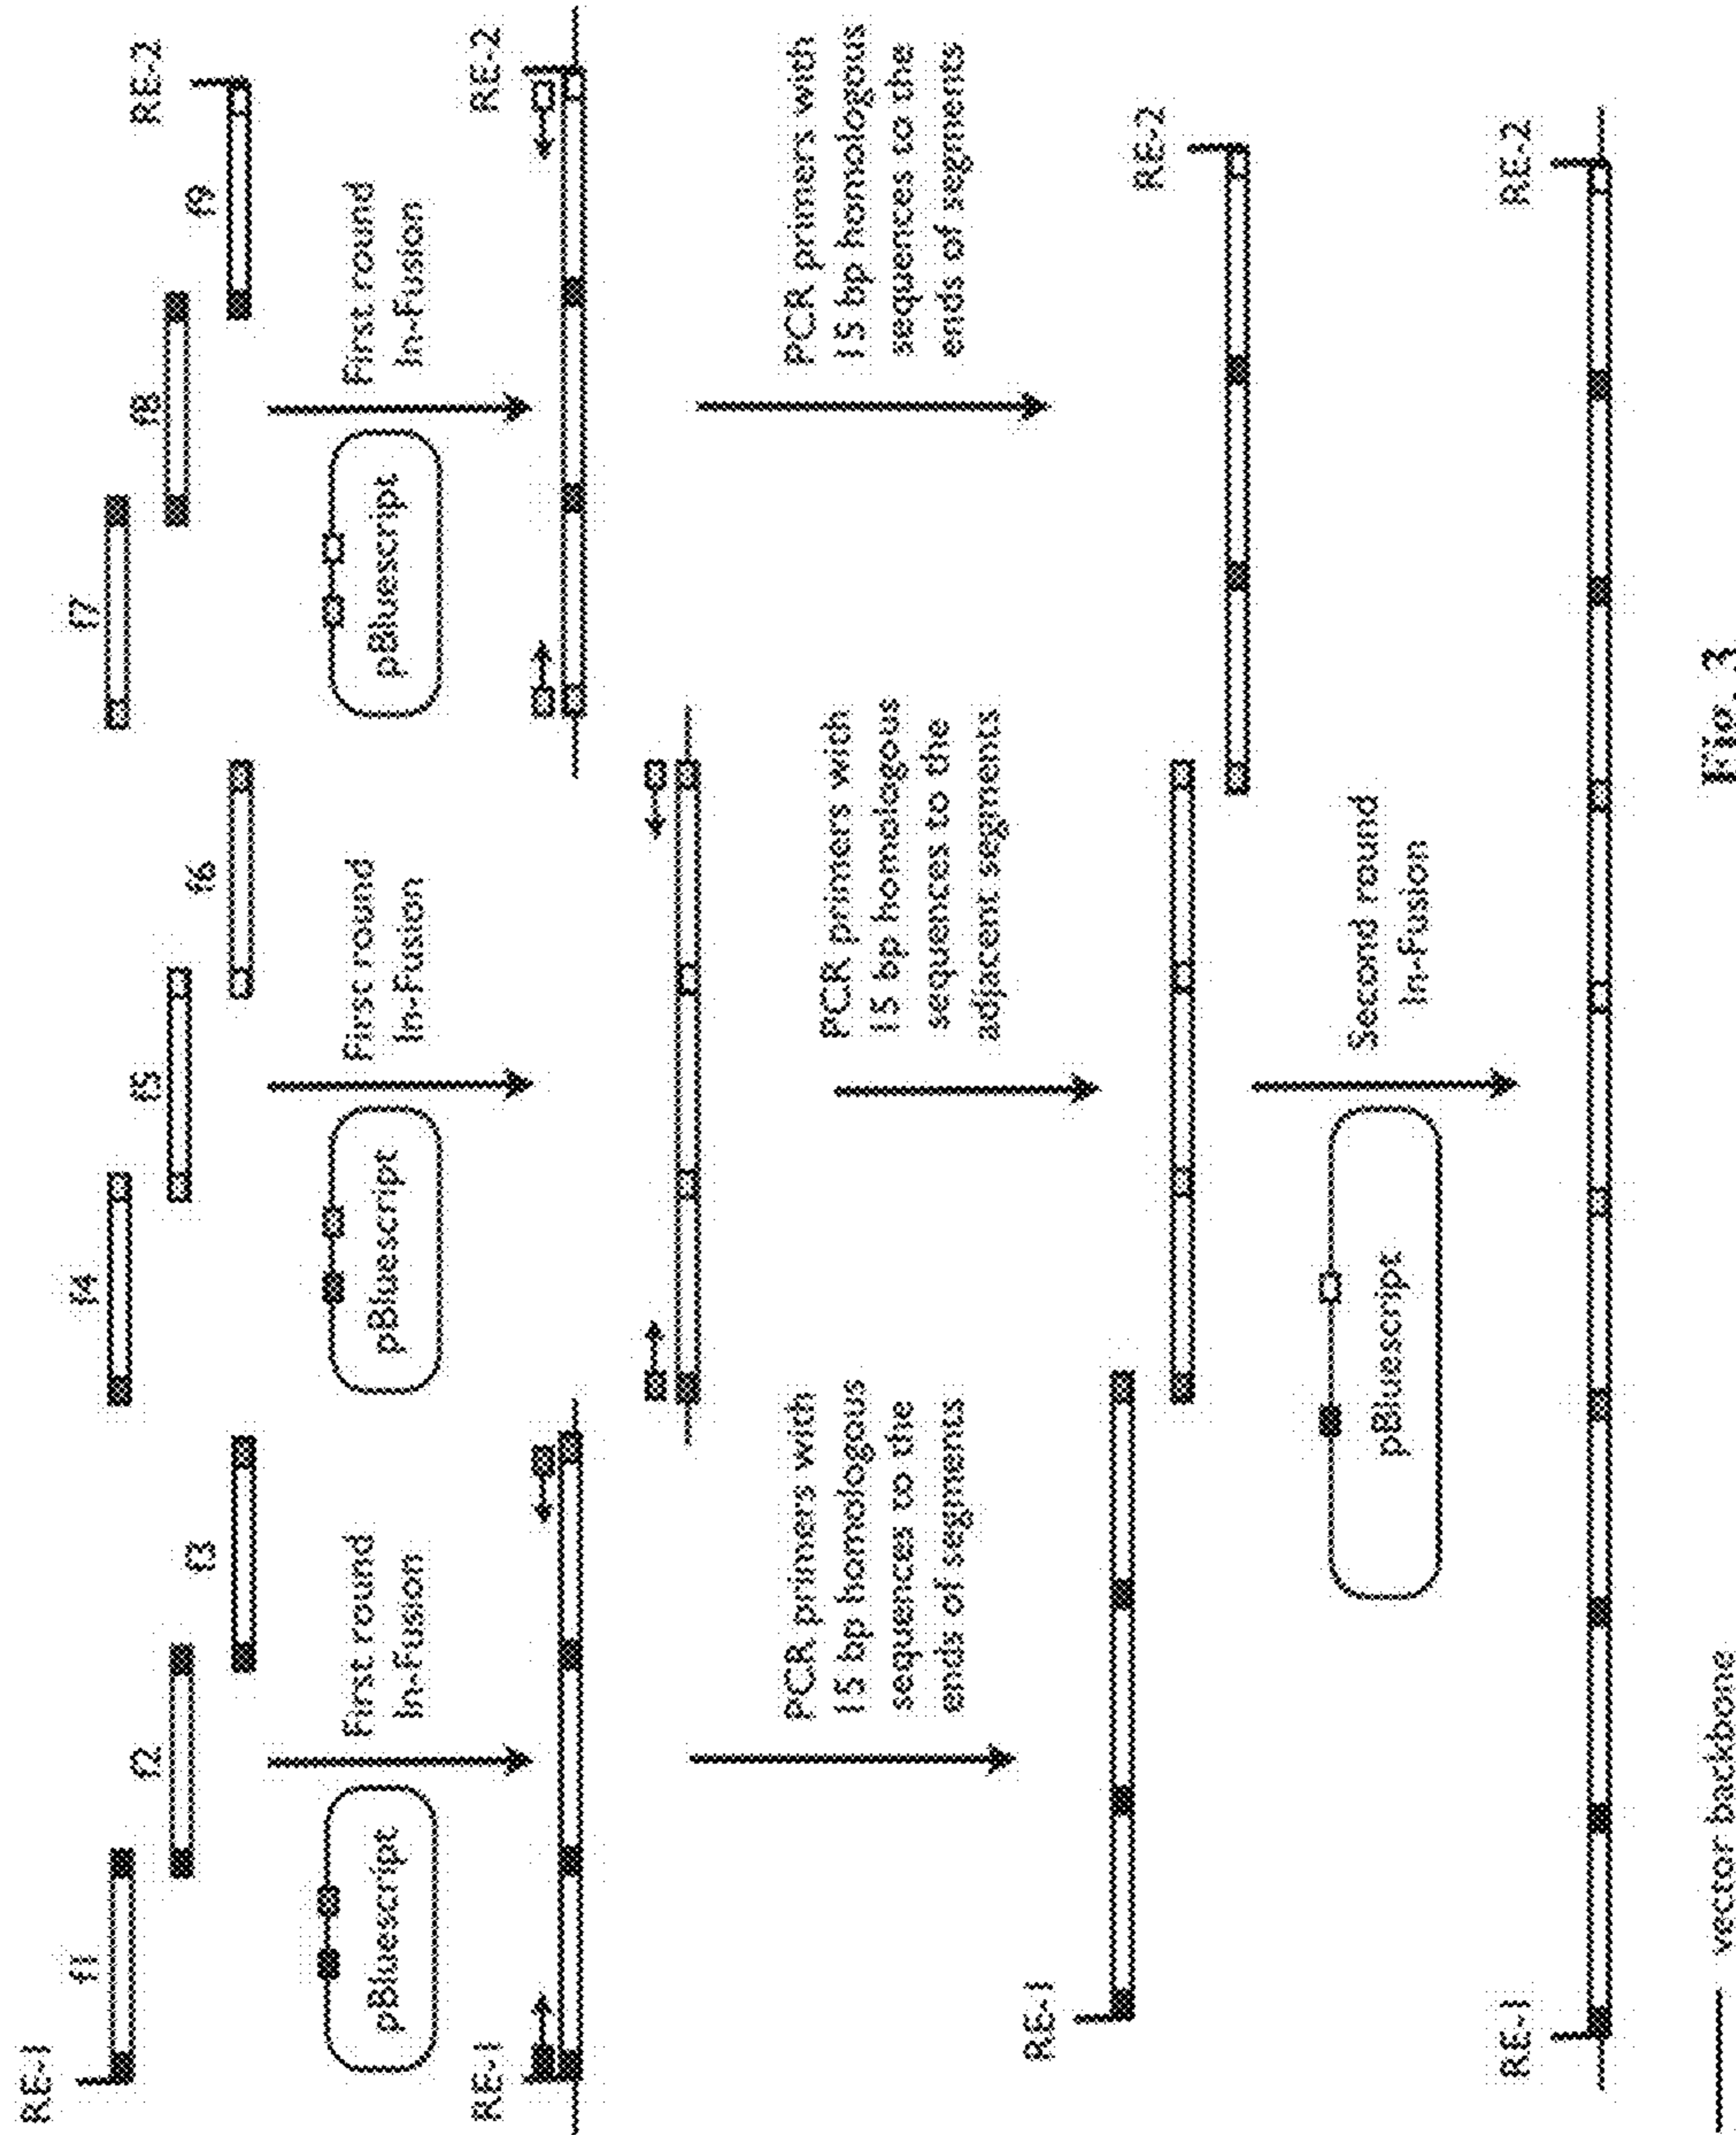 RE-1
f1
f2
f3
f4
f5
f6
f7
f8
f9
RE-2
pBluescript
First round
In-Fusion
pBluescript
First round
In-Fusion
pBluescript
First round
In-Fusion
RE-1
RE-2
PCR primers with
15 bp homologous
sequences to the
ends of segments
PCR primers with
15 bp homologous
sequences to the
adjacent segments
PCR primers with
15 bp homologous
sequences to the
ends of segments
RE-1
RE-2
pBluescript
Second round
In-Fusion
RE-1
RE-2
vector backbone
Fig. 3